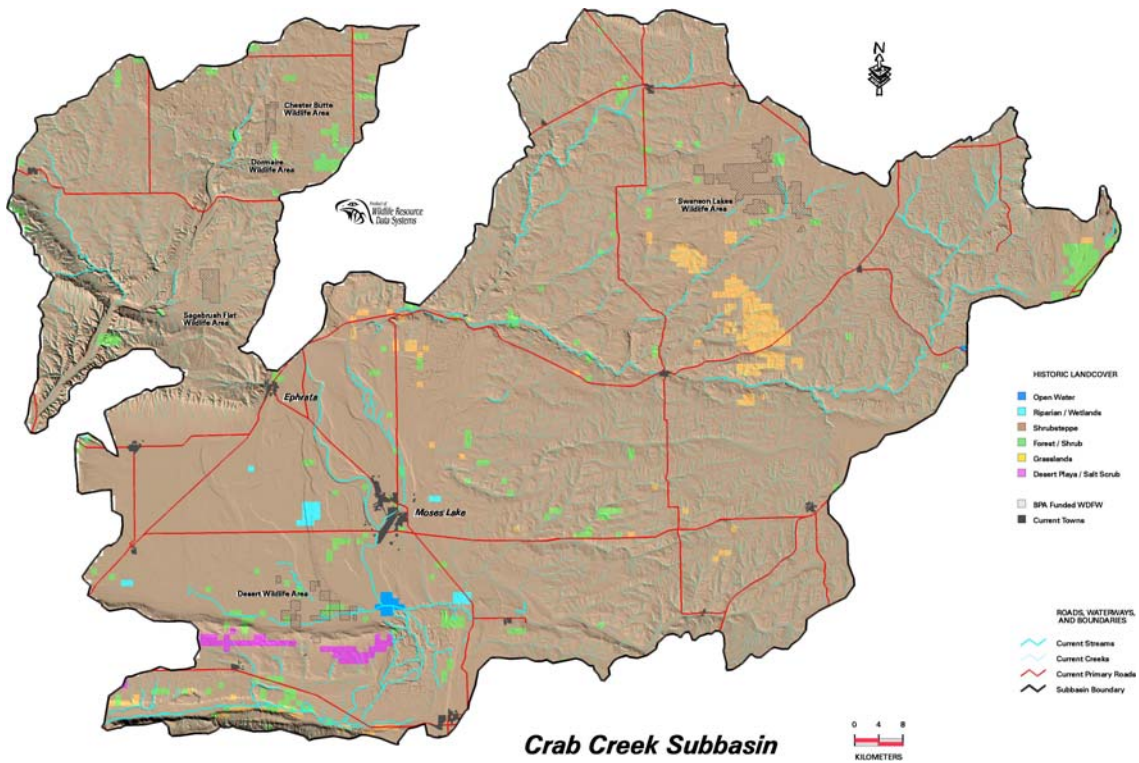 N
Chester Butte
Wildlife Area
Dormaire
Wildlife Area
Product of
Wildlife Resource
Data Systems
Swanson Lakes
Wildlife Area
Sagebrush Flat
Wildlife Area
Ephrata
Moses Lake
Desert Wildlife Area
HISTORIC LANDCOVER
Open Water
Riparian / Wetlands
Shrubsteppe
Forest / Shrub
Grasslands
Desert Playa / Salt Scrub
BPA Funded WDFW
Current Towns
ROADS, WATERWAYS,
AND BOUNDARIES
Current Streams
Current Creeks
Current Primary Roads
Subbasin Boundary
Crab Creek Subbasin
0 4 8
KILOMETERS